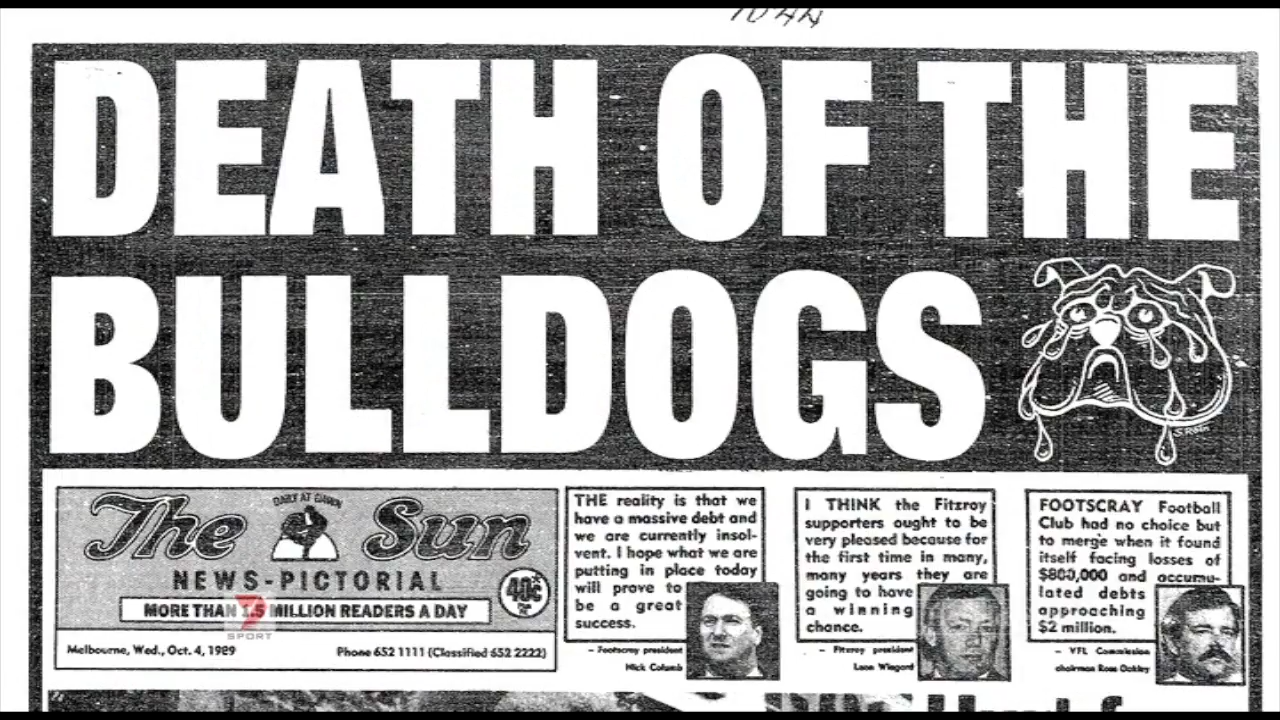 DEATH OF THE
BULLDOGS
DAILY AT DAWN
The Sun
NEWS-PICTORIAL
40c
MORE THAN 1.5 MILLION READERS A DAY
7
SPORT
Melbourne, Wed., Oct. 4, 1989
Phone 652 1111 (Classified 652 2222)
THE reality is that we
have a massive debt and
we are currently insol-
vent. I hope what we are
putting in place today
will prove to
be a great
success.
– Footscray president
Nick Columb
I THINK the Fitzroy
supporters ought to be
very pleased because for
the first time in many,
many years they are
going to have
a winning
chance.
– Fitzroy president
Leon Wiegard
FOOTSCRAY Football
Club had no choice but
to merge when it found
itself facing losses of
$800,000 and accumu-
lated debts
approaching
$2 million.
– VFL Commission
chairman Ross Oakley